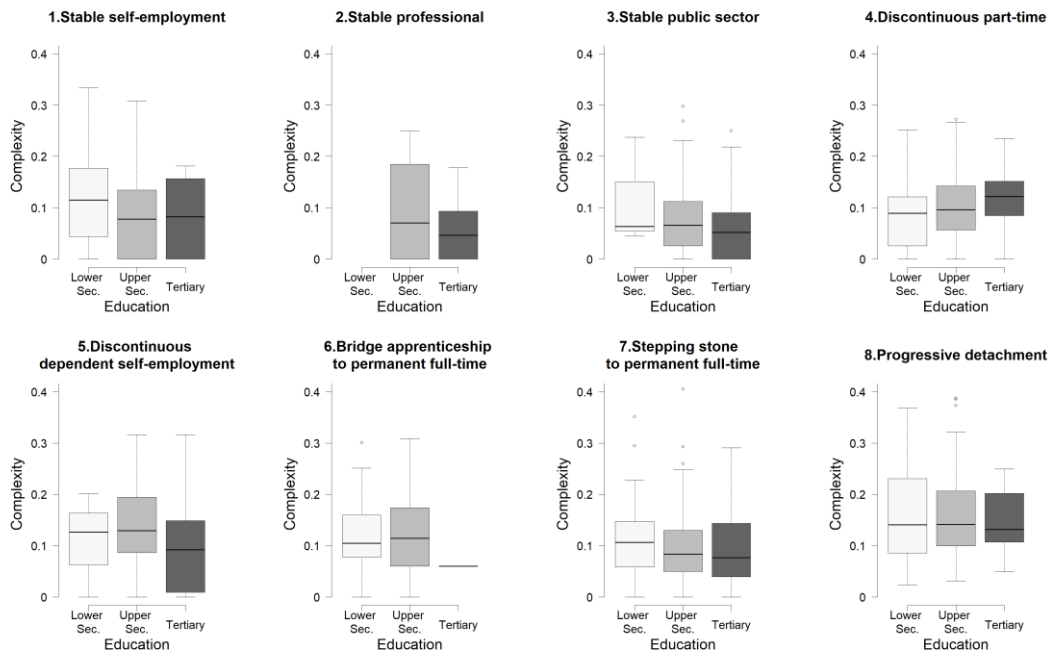 1.Stable self-employment
0.4
0.3
0.2
0.1
0
Complexity
Lower
Sec.
Upper
Sec.
Tertiary
Education
2.Stable professional
0.4
0.3
0.2
0.1
0
Complexity
Lower
Sec.
Upper
Sec.
Tertiary
Education
3.Stable public sector
0.4
0.3
0.2
0.1
0
Complexity
Lower
Sec.
Upper
Sec.
Tertiary
Education
4.Discontinuous part-time
0.4
0.3
0.2
0.1
0
Complexity
Lower
Sec.
Upper
Sec.
Tertiary
Education
5.Discontinuous
dependent self-employment
0.4
0.3
0.2
0.1
0
Complexity
Lower
Sec.
Upper
Sec.
Tertiary
Education
6.Bridge apprenticeship
to permanent full-time
0.4
0.3
0.2
0.1
0
Complexity
Lower
Sec.
Upper
Sec.
Tertiary
Education
7.Stepping stone
to permanent full-time
0.4
0.3
0.2
0.1
0
Complexity
Lower
Sec.
Upper
Sec.
Tertiary
Education
8.Progressive detachment
0.4
0.3
0.2
0.1
0
Complexity
Lower
Sec.
Upper
Sec.
Tertiary
Education